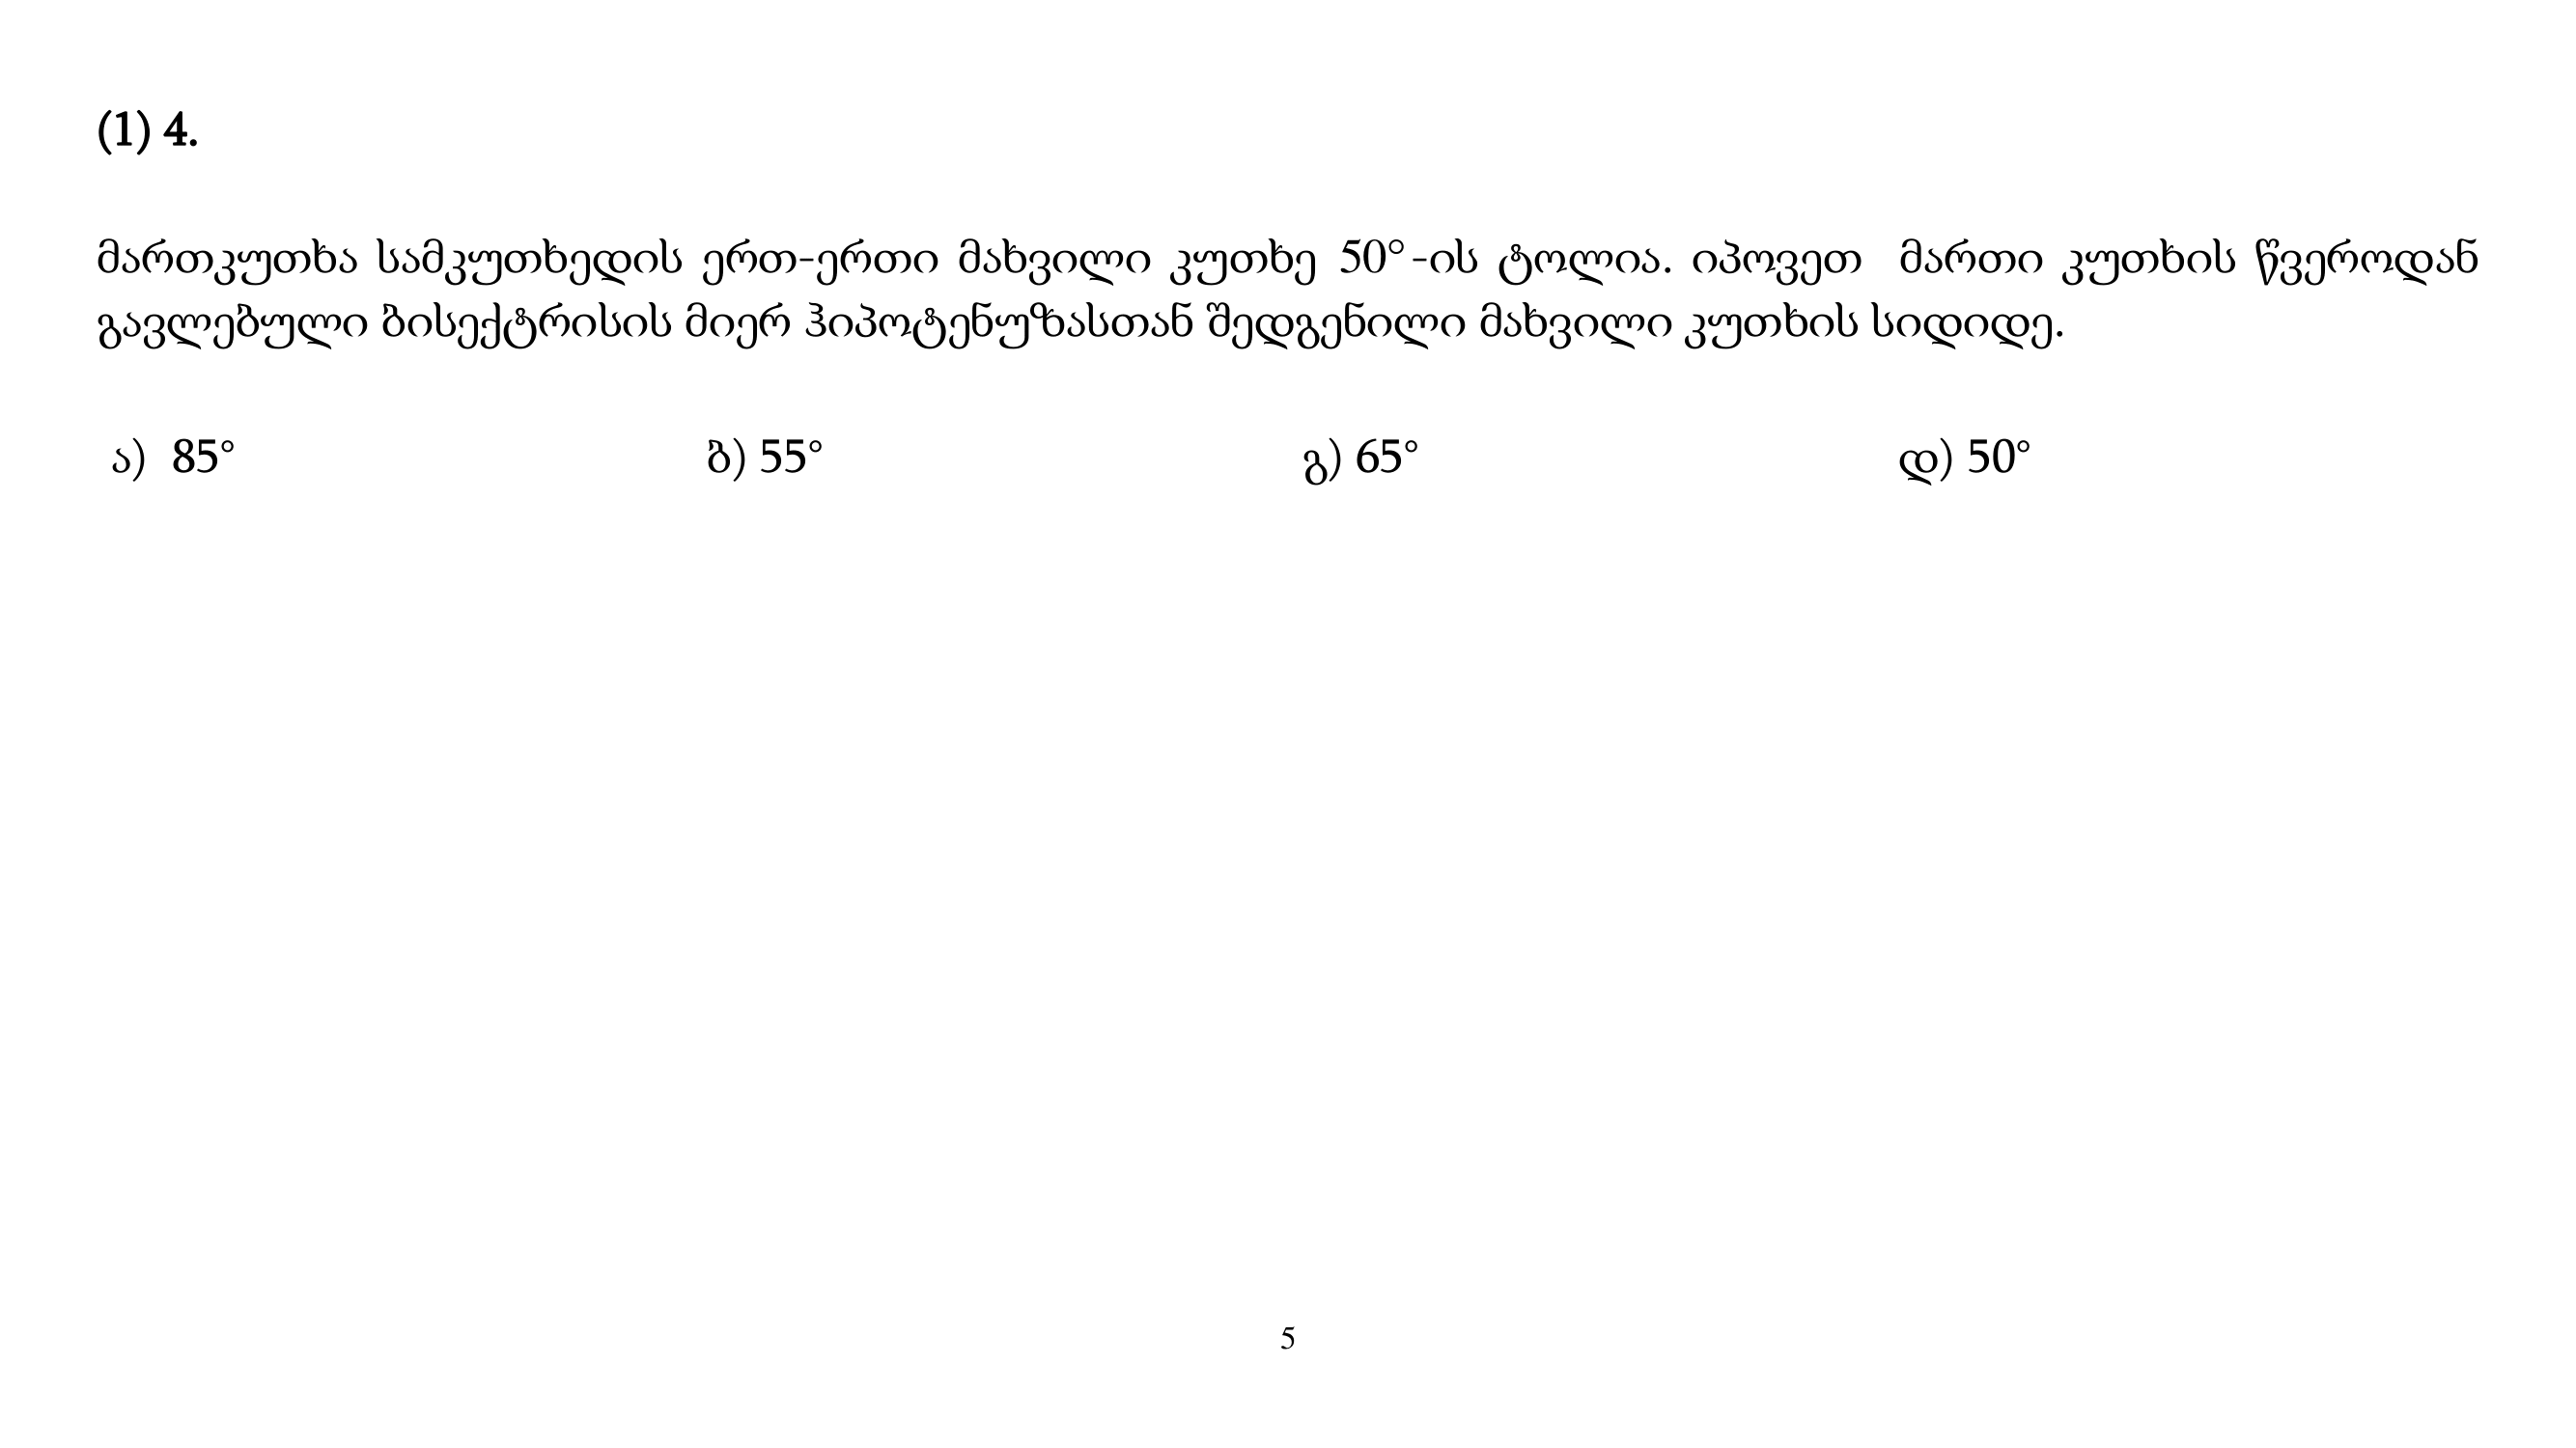 (1) 4.
მართკუთხა სამკუთხედის ერთ-ერთი მახვილი კუთხე 50°-ის ტოლია. იპოვეთ მართი კუთხის წვეროდან
გავლებული ბისექტრისის მიერ ჰიპოტენუზასთან შედგენილი მახვილი კუთხის სიდიდე.
ა) 85° ბ) 55° გ) 65° დ) 50°
5